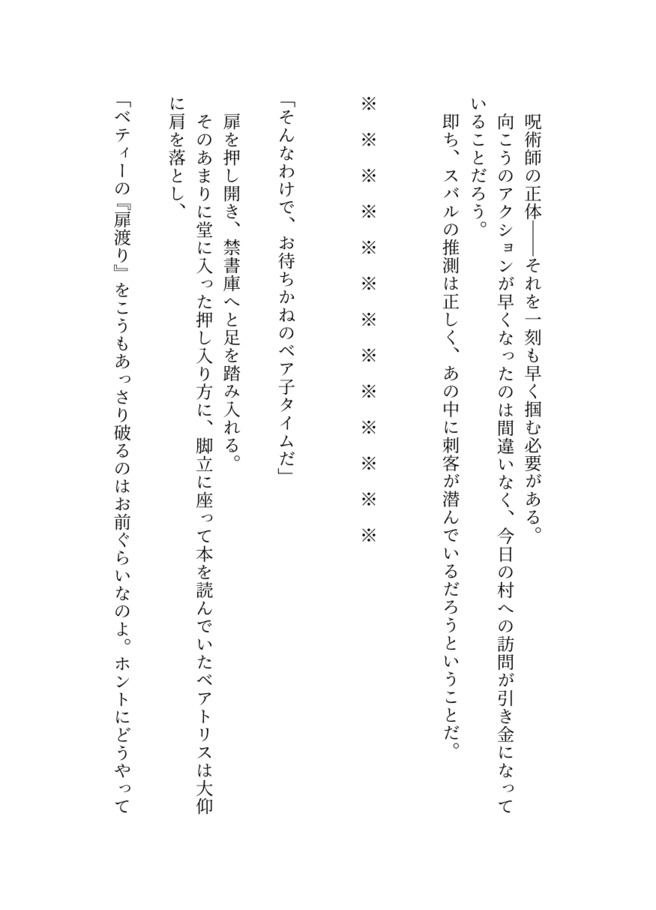 呪術師の正体――それを一刻も早く掴む必要がある。
向こうのアクションが早くなったのは間違いなく、今日の村への訪問が引き金になって
いることだろう。
即ち、スバルの推測は正しく、あの中に刺客が潜んでいるだろうということだ。
※　※　※　※　※　※　※　※　※　※　※　※　※
「そんなわけで、お待ちかねのベア子タイムだ」
扉を押し開き、禁書庫へと足を踏み入れる。
そのあまりに堂に入った押し入り方に、脚立に座って本を読んでいたベアトリスは大仰
に肩を落とし、
「ベティーの『扉渡り』をこうもあっさり破るのはお前ぐらいなのよ。ホントにどうやって